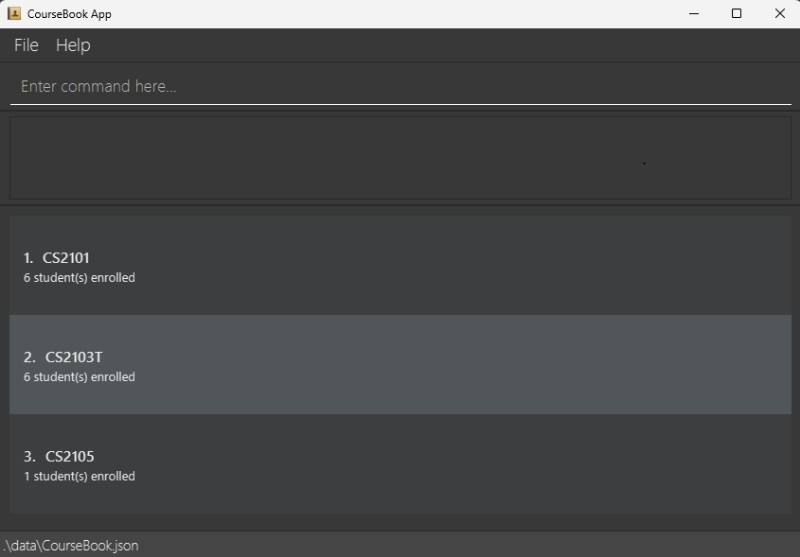 CourseBook App
File Help
Enter command here...
1. CS2101
6 student(s) enrolled
2. CS2103T
6 student(s) enrolled
3. CS2105
1 student(s) enrolled
.\data\CourseBook.json